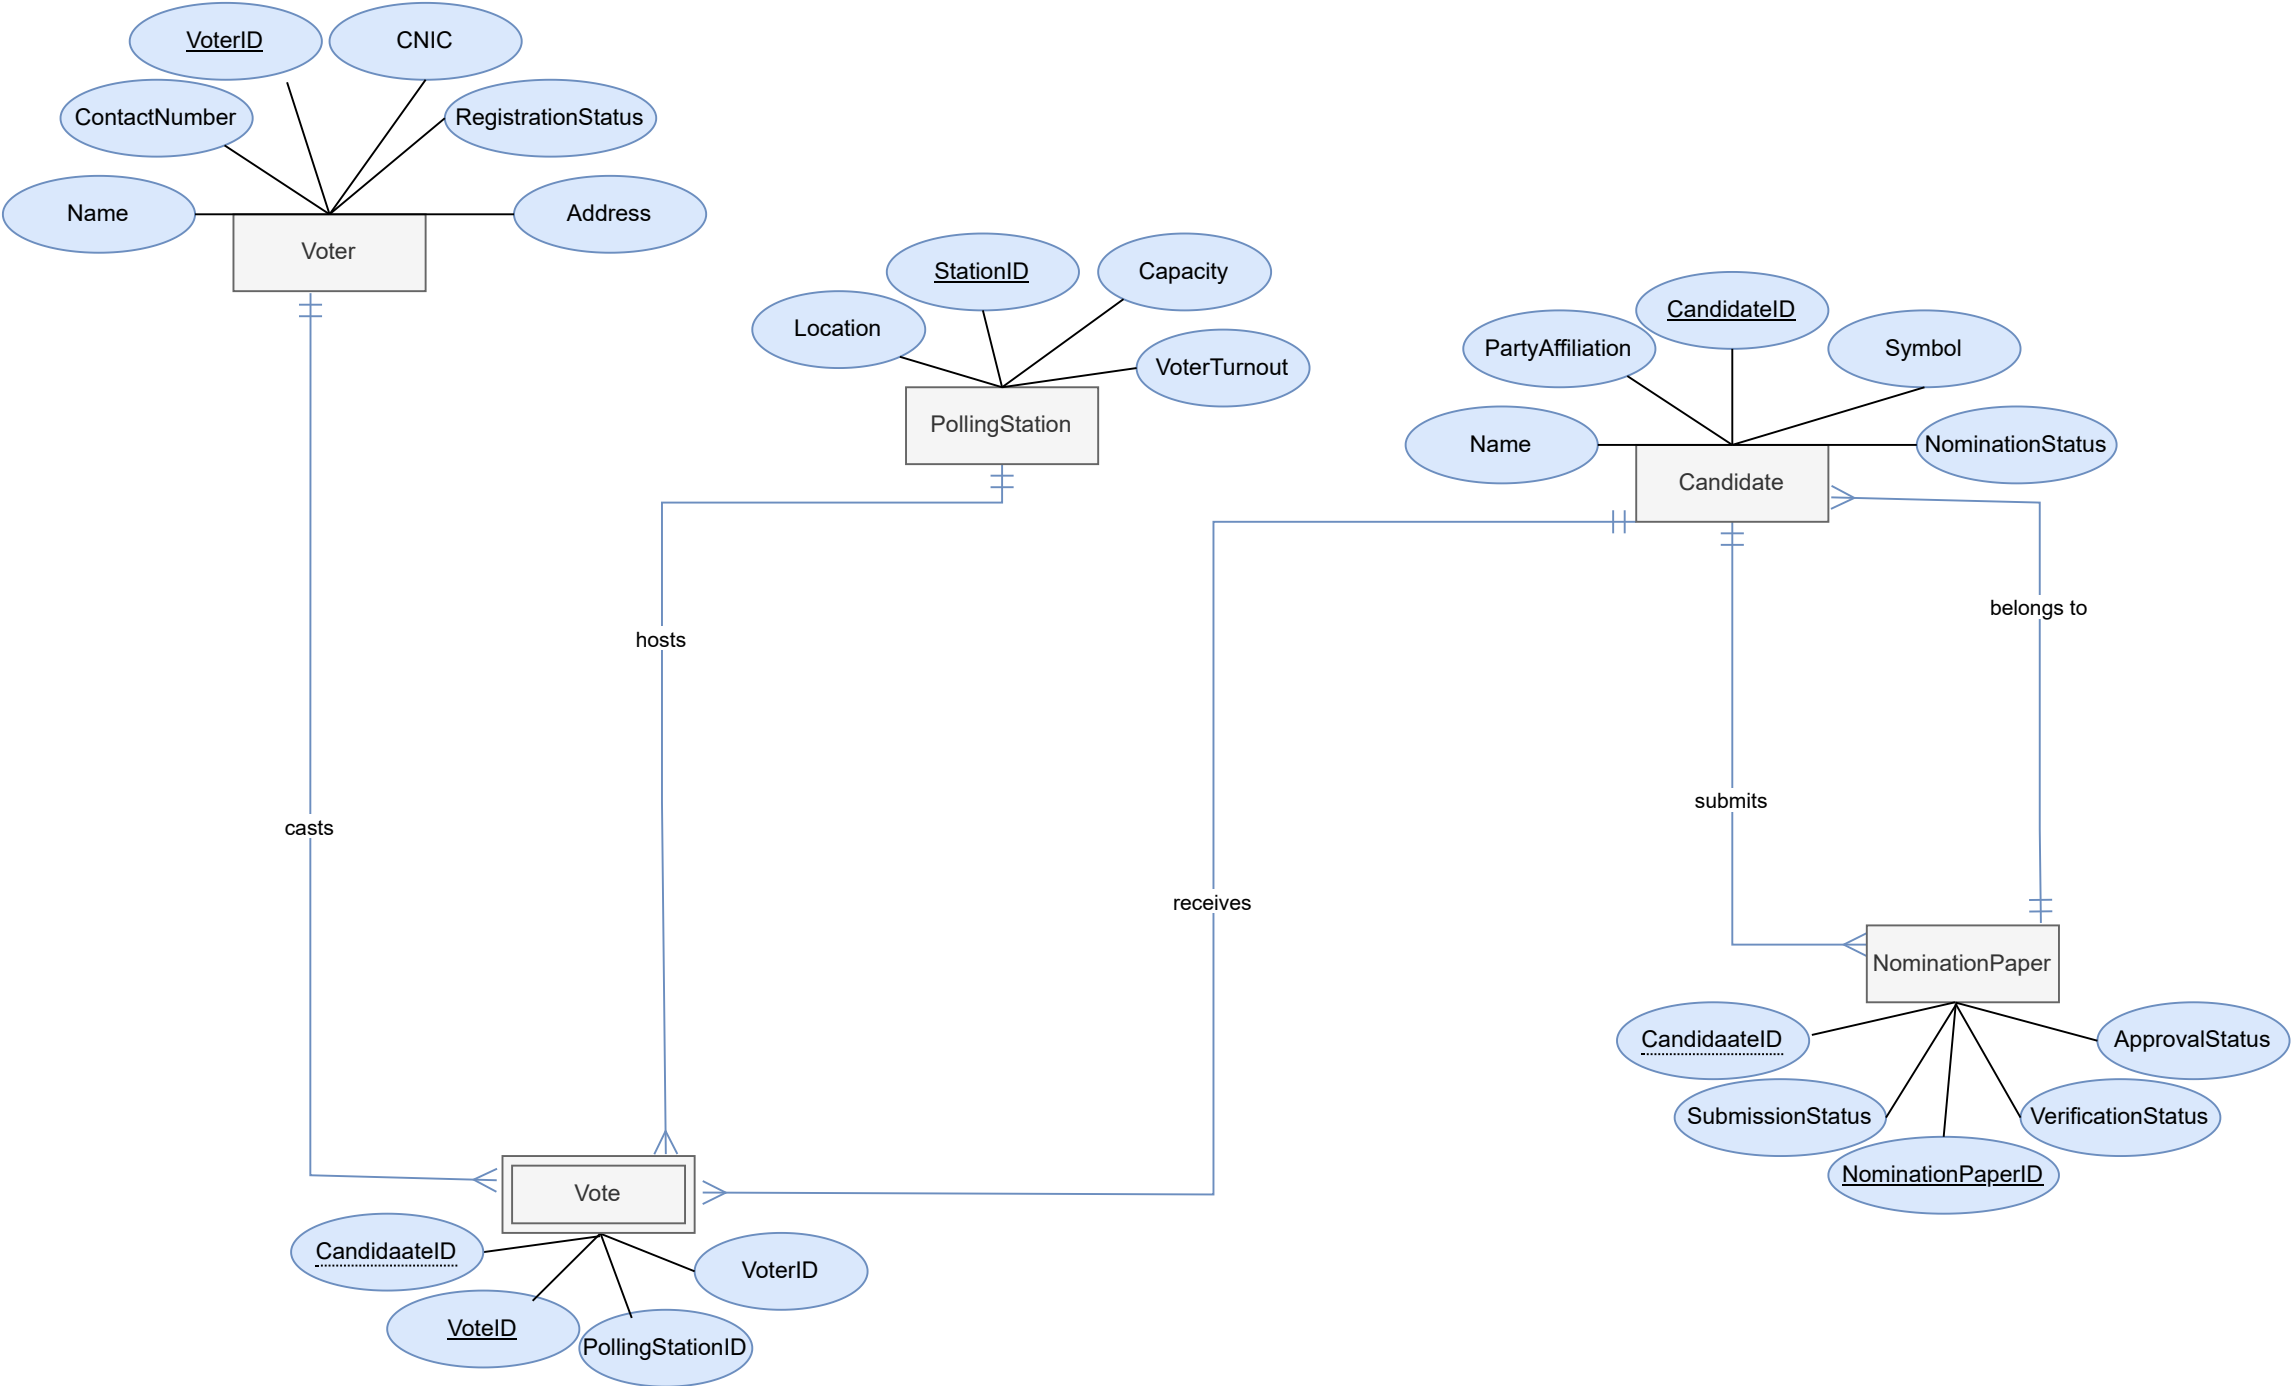 VoterID
CNIC
ContactNumber
RegistrationStatus
Name
Address
Voter
StationID
Capacity
Location
VoterTurnout
PollingStation
CandidateID
PartyAffiliation
Symbol
Name
NominationStatus
Candidate
hosts
belongs to
submits
casts
receives
NominationPaper
CandidaateID
ApprovalStatus
SubmissionStatus
VerificationStatus
NominationPaperID
Vote
CandidaateID
VoterID
VoteID
PollingStationID